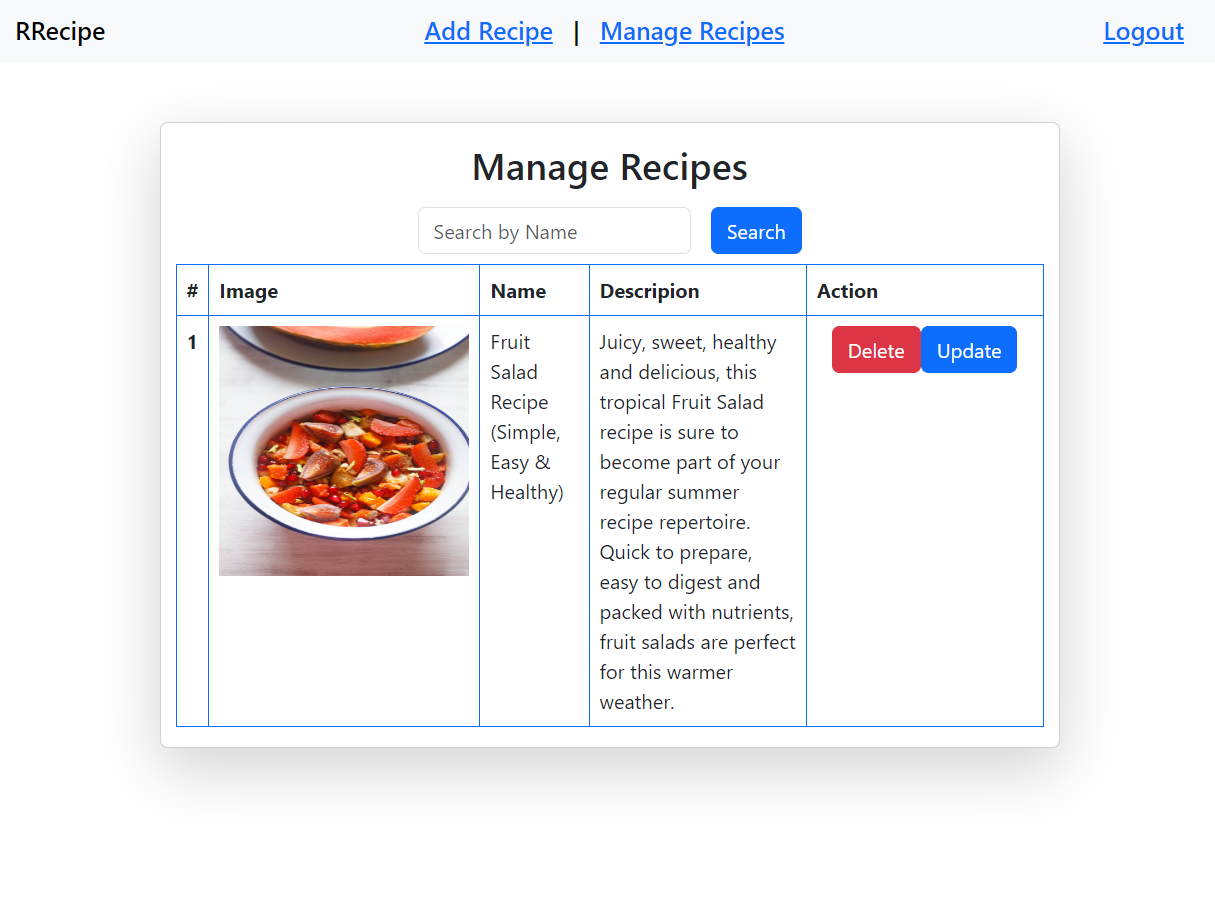 RRecipe Add Recipe | Manage Recipes Logout
Manage Recipes
Search by Name Search
# Image Name Descripion Action
1
Fruit
Salad
Recipe
(Simple,
Easy &
Healthy)
Juicy, sweet, healthy
and delicious, this
tropical Fruit Salad
recipe is sure to
become part of your
regular summer
recipe repertoire.
Quick to prepare,
easy to digest and
packed with nutrients,
fruit salads are perfect
for this warmer
weather.
Delete Update